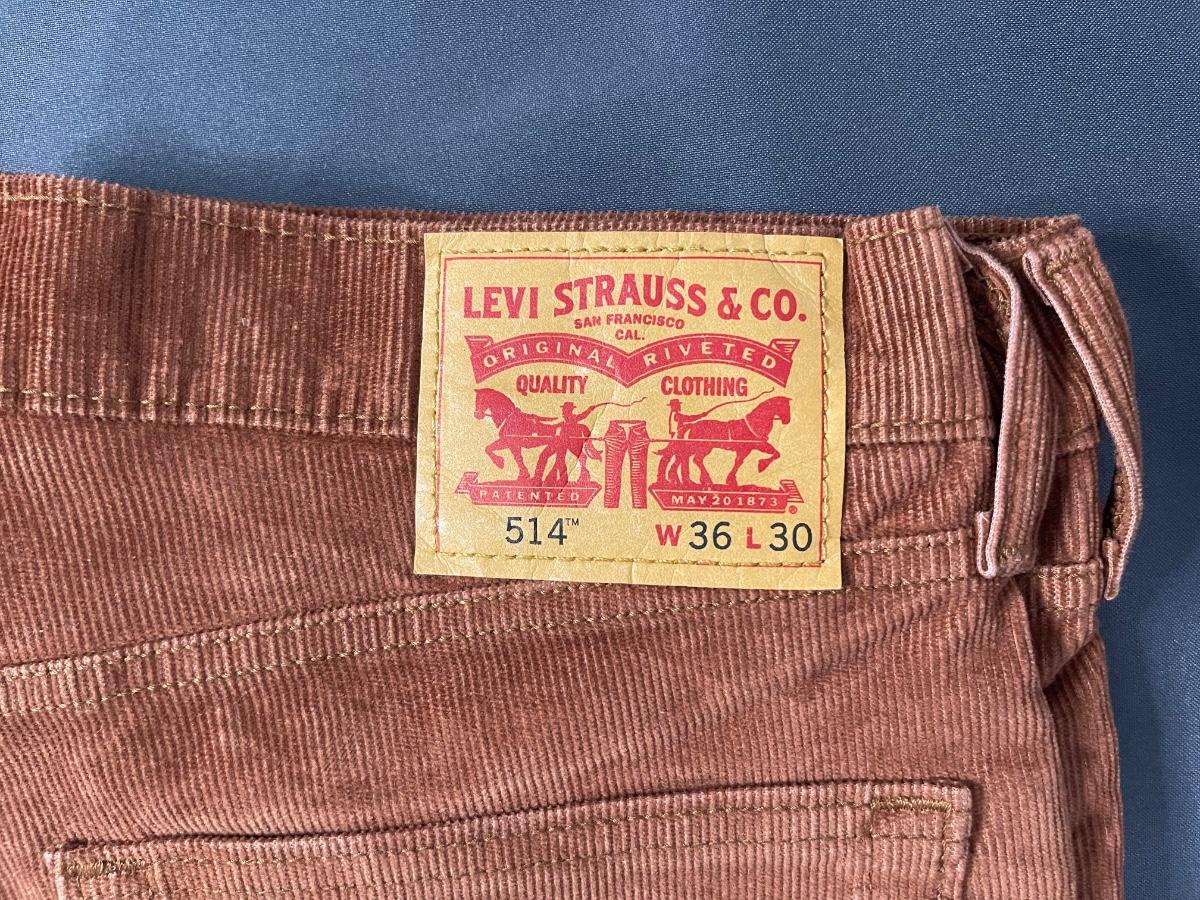 LEVI STRAUSS & CO.
SAN FRANCISCO
CAL.
ORIGINAL RIVETED
QUALITY CLOTHING
PATENTED MAY 20 1873 ®
514™ W 36 L 30